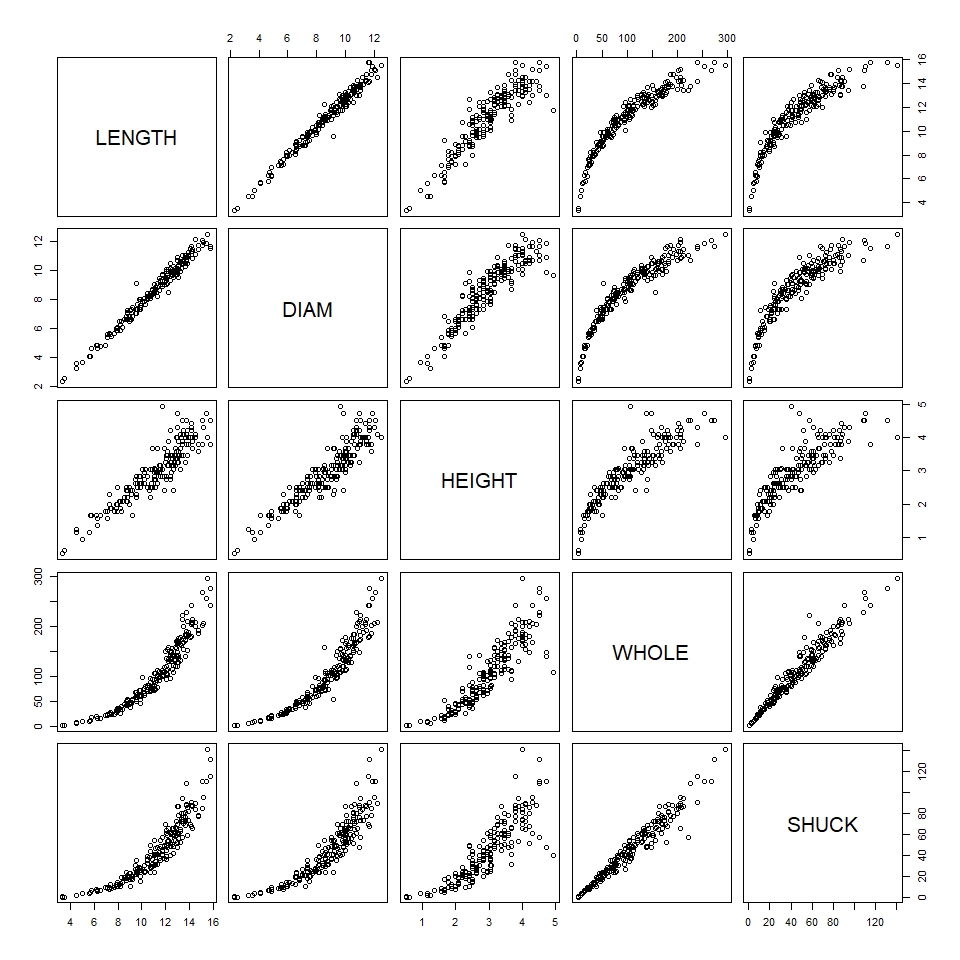 2 4 6 8 10 12 0 50 100 200 300
LENGTH
4 6 8 10 12 14 16
2 4 6 8 10 12
DIAM
HEIGHT
1 2 3 4 5
0 50 100 200 300
WHOLE
SHUCK
0 20 40 60 80 120
4 6 8 10 12 14 16 1 2 3 4 5 0 20 40 60 80 120